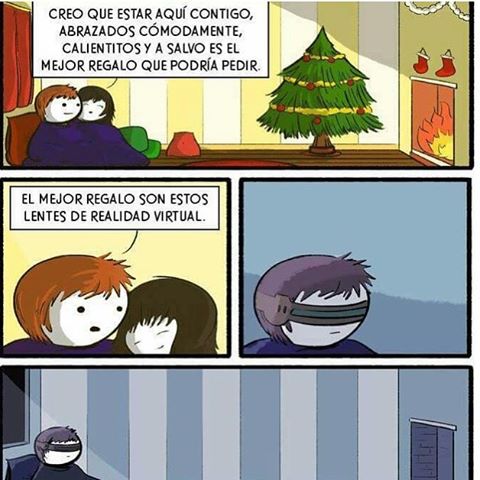 CREO QUE ESTAR AQUÍ CONTIGO,
ABRAZADOS CÓMODAMENTE,
CALIENTITOS Y A SALVO ES EL
MEJOR REGALO QUE PODRÍA PEDIR.
EL MEJOR REGALO SON ESTOS
LENTES DE REALIDAD VIRTUAL.